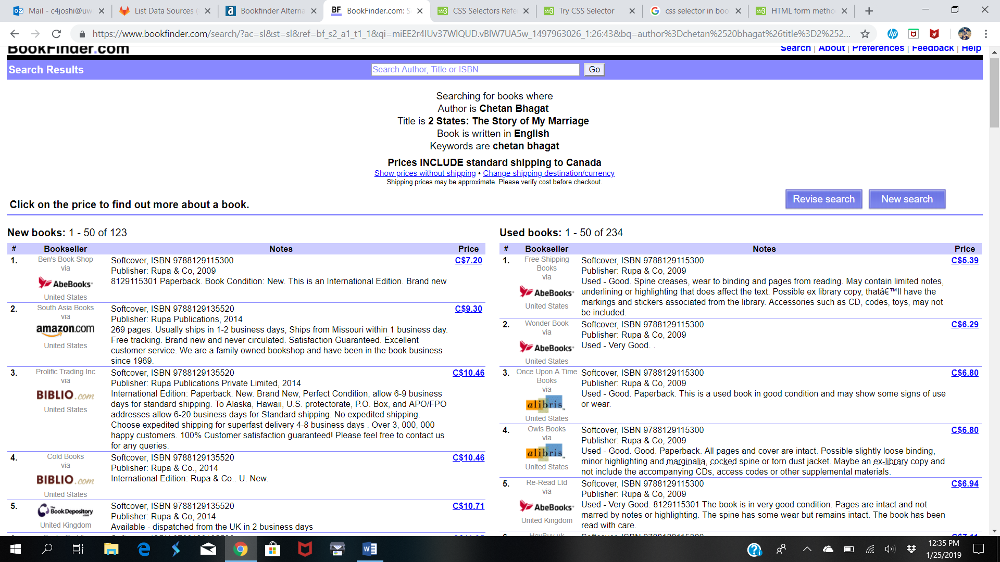 Mail - c4joshi@uw
List Data Sources (
Bookfinder Alterna
BookFinder.com: S
CSS Selectors Refe
Try CSS Selector
css selector in boo
HTML form metho
https://www.bookfinder.com/search/?ac=sl&st=sl&ref=bf_s2_a1_t1_1&qi=miEE2r4IUv37WlQUD.vBlW7UA5w_1497963026_1:26:43&bq=author%3Dchetan%2520bhagat%26title%3D2%252...
BookFinder.com
Search | About | Preferences | Feedback | Help
Search Results
Search Author, Title or ISBN
Go
Searching for books where
Author is Chetan Bhagat
Title is 2 States: The Story of My Marriage
Book is written in English
Keywords are chetan bhagat
Prices INCLUDE standard shipping to Canada
Show prices without shipping • Change shipping destination/currency
Shipping prices may be approximate. Please verify cost before checkout.
Click on the price to find out more about a book.
Revise search
New search
New books: 1 - 50 of 123
# Bookseller Notes Price
1.
Ben's Book Shop
via
AbeBooks
United States
Softcover, ISBN 9788129115300
Publisher: Rupa & Co, 2009
8129115301 Paperback. Book Condition: New. This is an International Edition. Brand new
C$7.20
2.
South Asia Books
via
amazon.com
United States
Softcover, ISBN 9788129135520
Publisher: Rupa Publications, 2014
269 pages. Usually ships in 1-2 business days, Ships from Missouri within 1 business day.
Free tracking. Brand new and never circulated. Satisfaction Guaranteed. Excellent
customer service. We are a family owned bookshop and have been in the book business
since 1969.
C$9.30
3.
Prolific Trading Inc
via
BIBLIO.com
United States
Softcover, ISBN 9788129135520
Publisher: Rupa Publications Private Limited, 2014
International Edition: Paperback. New. Brand New, Perfect Condition, allow 6-9 business
days for standard shipping. To Alaska, Hawaii, U.S. protectorate, P.O. Box, and APO/FPO
addresses allow 6-20 business days for Standard shipping. No expedited shipping.
Choose expedited shipping for superfast delivery 4-8 business days . Over 3, 000, 000
happy customers. 100% Customer satisfaction guaranteed! Please feel free to contact us
for any queries.
C$10.46
4.
Cold Books
via
BIBLIO.com
United States
Softcover, ISBN 9788129135520
Publisher: Rupa & Co., 2014
International Edition: Rupa & Co.. U. New.
C$10.46
5.
The Book Depository.com
United Kingdom
Softcover, ISBN 9788129135520
Publisher: Rupa & Co, 2014
Available - dispatched from the UK in 2 business days
C$10.71
Used books: 1 - 50 of 234
# Bookseller Notes Price
1.
Free Shipping
Books
via
AbeBooks
United States
Softcover, ISBN 9788129115300
Publisher: Rupa & Co, 2009
Used - Good. Spine creases, wear to binding and pages from reading. May contain limited notes,
underlining or highlighting that does affect the text. Possible ex library copy, thatâ€™ll have the
markings and stickers associated from the library. Accessories such as CD, codes, toys, may not
be included.
C$5.39
2.
Wonder Book
via
AbeBooks
United States
Softcover, ISBN 9788129115300
Publisher: Rupa & Co, 2009
Used - Very Good. .
C$6.29
3.
Once Upon A Time
Books
via
alibris
United States
Softcover, ISBN 9788129115300
Publisher: Rupa & Co, 2009
Used - Good. Paperback. This is a used book in good condition and may show some signs of use
or wear.
C$6.80
4.
Owls Books
via
alibris
United States
Softcover, ISBN 9788129115300
Publisher: Rupa & Co, 2009
Used - Good. Good. Paperback. All pages and cover are intact. Possible slightly loose binding,
minor highlighting and marginalia, cocked spine or torn dust jacket. Maybe an ex-library copy and
not include the accompanying CDs, access codes or other supplemental materials.
C$6.80
5.
Re-Read Ltd
via
AbeBooks
United Kingdom
Softcover, ISBN 9788129115300
Publisher: Rupa & Co, 2009
Used - Very Good. 8129115301 The book is in very good condition. Pages are intact and not
marred by notes or highlighting. The spine has some wear but remains intact. The book has been
read with care.
C$6.94
12:35 PM
1/25/2019